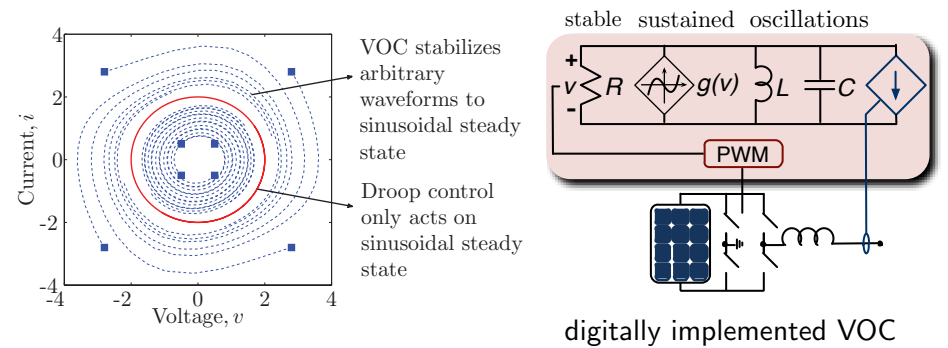 4
2
0
-2
-4
-4
−2
0
2
4
Current, i
Voltage, v
VOC stabilizes
arbitrary
waveforms to
sinusoidal steady
state
Droop control
only acts on
sinusoidal steady
state
stable sustained oscillations
+
v
-
R
g(v)
L
C
PWM
digitally implemented VOC